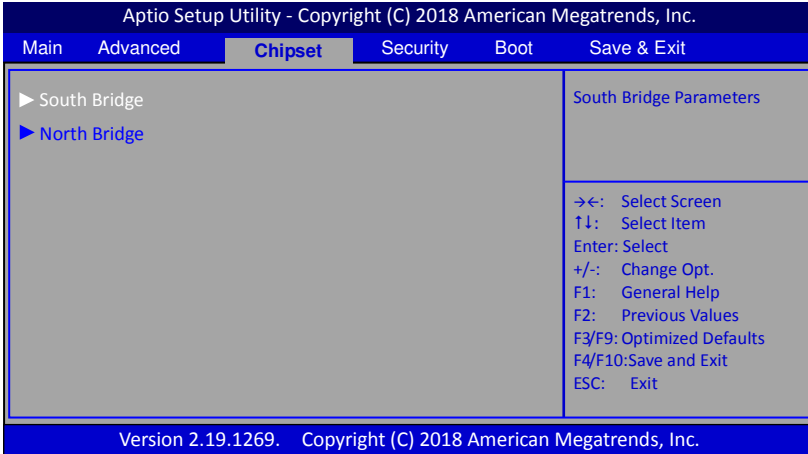 Aptio Setup Utility - Copyright (C) 2018 American Megatrends, Inc.
Main Advanced Chipset Security Boot Save & Exit
► South Bridge
► North Bridge
South Bridge Parameters
→←: Select Screen
↑↓: Select Item
Enter: Select
+/-: Change Opt.
F1: General Help
F2: Previous Values
F3/F9: Optimized Defaults
F4/F10:Save and Exit
ESC: Exit
Version 2.19.1269. Copyright (C) 2018 American Megatrends, Inc.